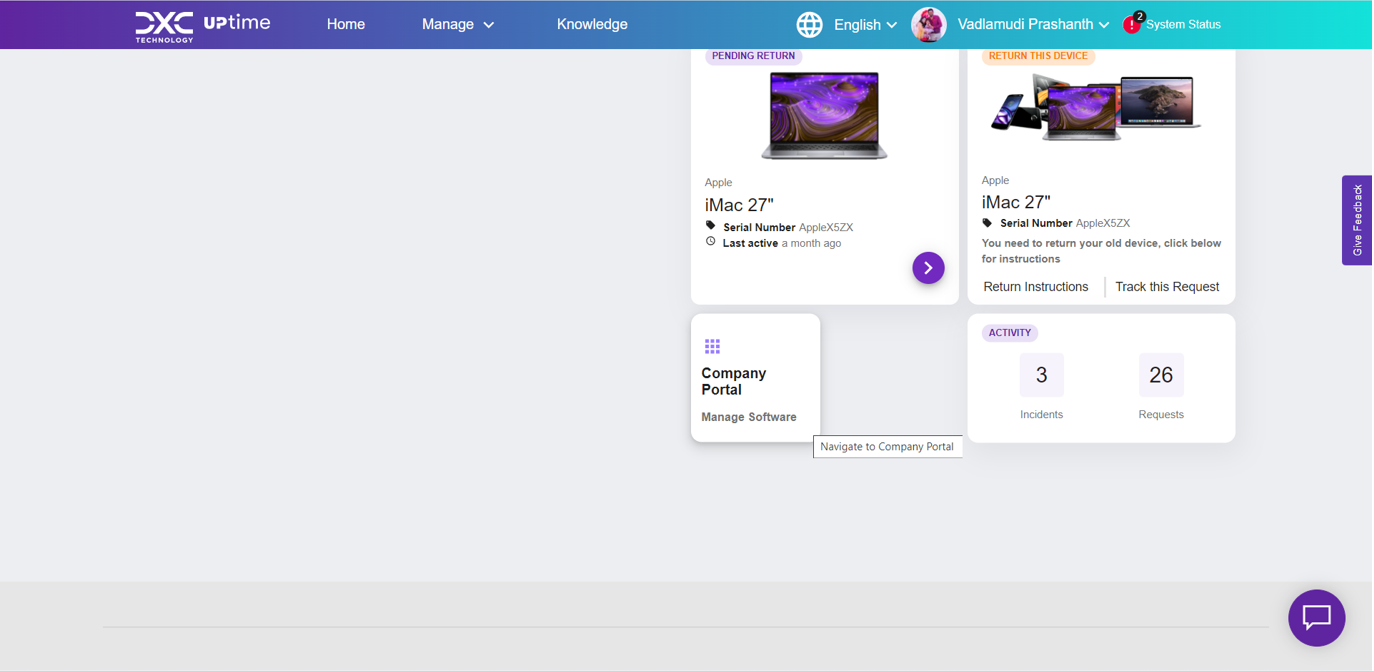 DXC UPtime
TECHNOLOGY
Home
Manage
Knowledge
English
Vadlamudi Prashanth
2
System Status
PENDING RETURN
Apple
iMac 27"
Serial Number AppleX5ZX
Last active a month ago
RETURN THIS DEVICE
Apple
iMac 27"
Serial Number AppleX5ZX
You need to return your old device, click below
for instructions
Return Instructions
Track this Request
Give Feedback
Company
Portal
Manage Software
Navigate to Company Portal
ACTIVITY
3
26
Incidents
Requests